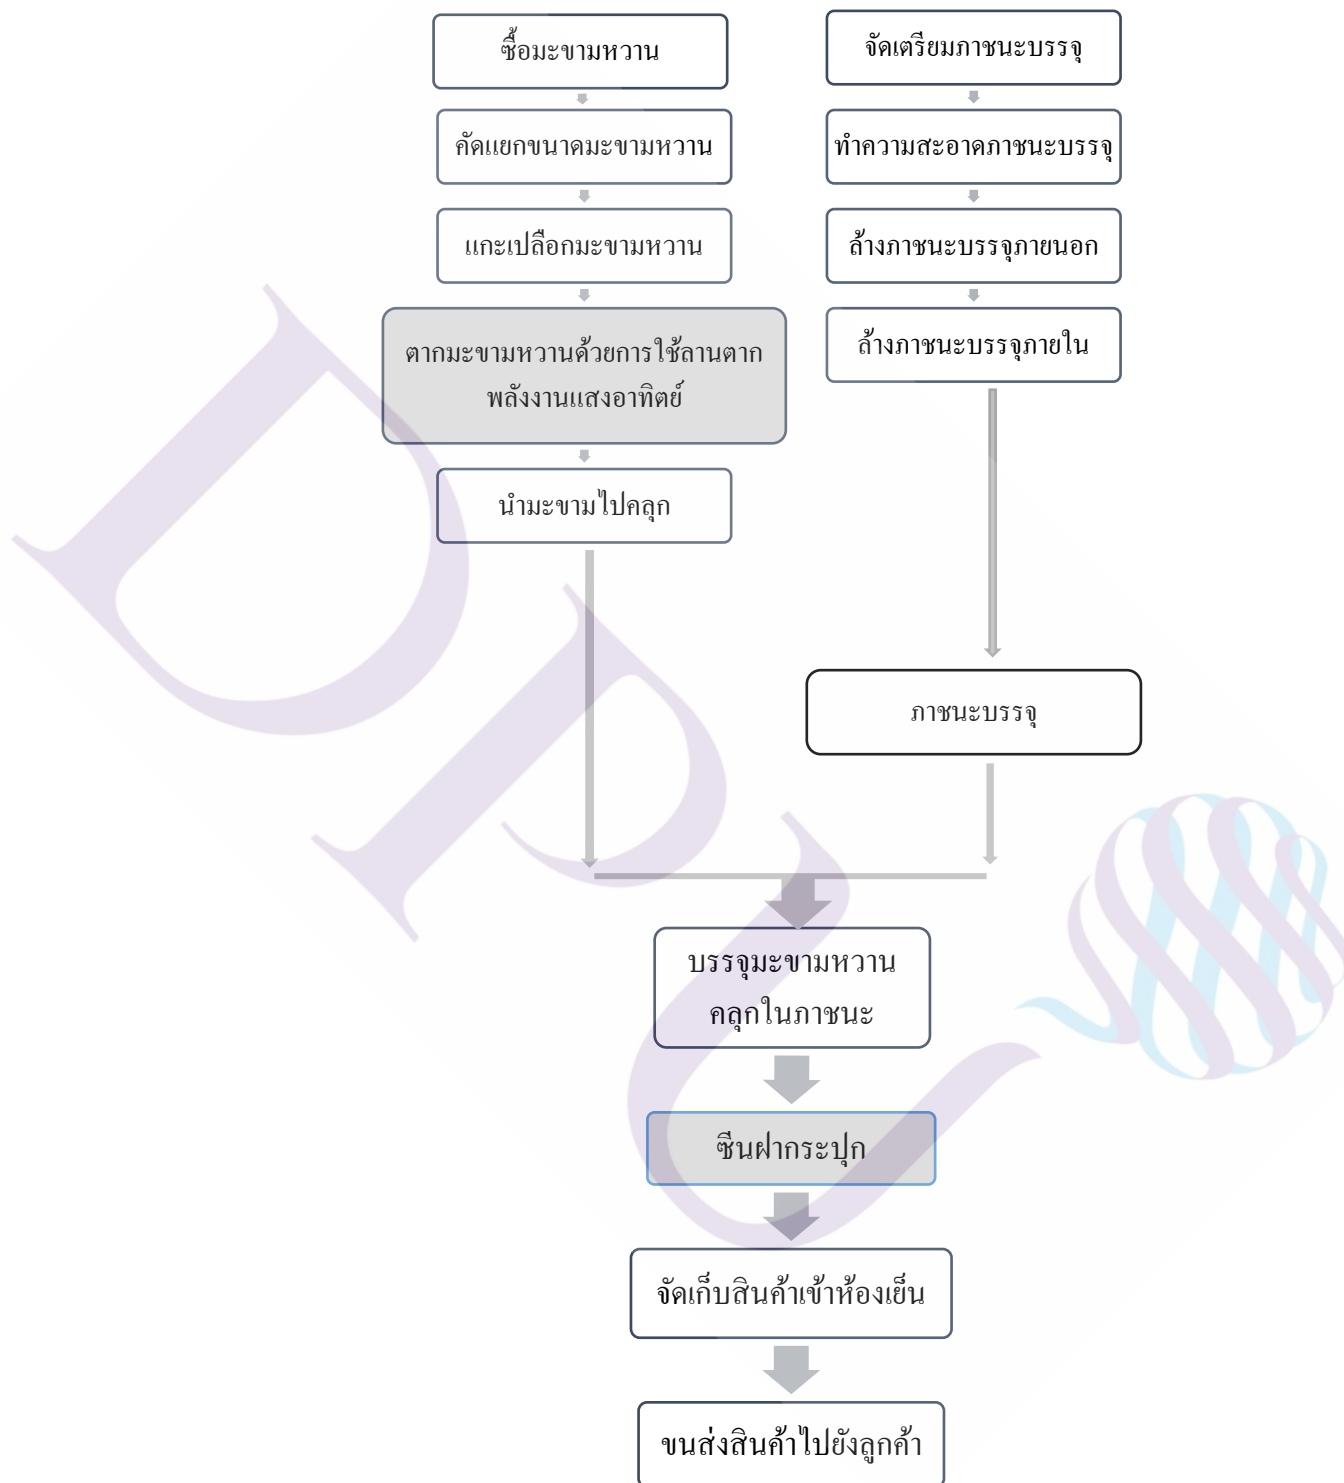 ซื้อมะขามหวาน
คัดแยกขนาดมะขามหวาน
แกะเปลือกมะขามหวาน
ตากมะขามหวานด้วยการใช้ลานตาก
พลังงานแสงอาทิตย์
นำมะขามไปคลุก
จัดเตรียมภาชนะบรรจุ
ทำความสะอาดภาชนะบรรจุ
ล้างภาชนะบรรจุภายนอก
ล้างภาชนะบรรจุภายใน
ภาชนะบรรจุ
บรรจุมะขามหวาน
คลุกในภาชนะ
ซีนฝากระปุก
จัดเก็บสินค้าเข้าห้องเย็น
ขนส่งสินค้าไปยังลูกค้า
DPU